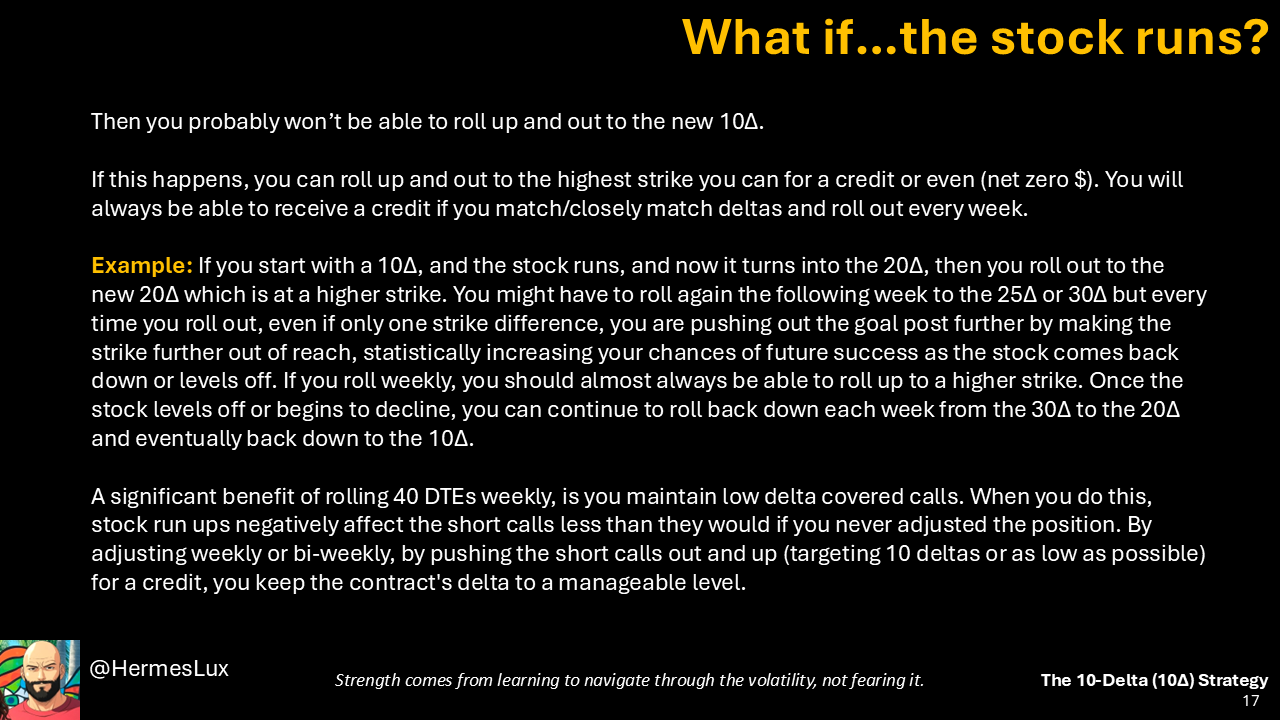 What if...the stock runs?
Then you probably won’t be able to roll up and out to the new 10Δ.
If this happens, you can roll up and out to the highest strike you can for a credit or even (net zero $). You will
always be able to receive a credit if you match/closely match deltas and roll out every week.
Example: If you start with a 10Δ, and the stock runs, and now it turns into the 20Δ, then you roll out to the
new 20Δ which is at a higher strike. You might have to roll again the following week to the 25Δ or 30Δ but every
time you roll out, even if only one strike difference, you are pushing out the goal post further by making the
strike further out of reach, statistically increasing your chances of future success as the stock comes back
down or levels off. If you roll weekly, you should almost always be able to roll up to a higher strike. Once the
stock levels off or begins to decline, you can continue to roll back down each week from the 30Δ to the 20Δ
and eventually back down to the 10Δ.
A significant benefit of rolling 40 DTEs weekly, is you maintain low delta covered calls. When you do this,
stock run ups negatively affect the short calls less than they would if you never adjusted the position. By
adjusting weekly or bi-weekly, by pushing the short calls out and up (targeting 10 deltas or as low as possible)
for a credit, you keep the contract's delta to a manageable level.
@HermesLux
Strength comes from learning to navigate through the volatility, not fearing it.
The 10-Delta (10Δ) Strategy
17